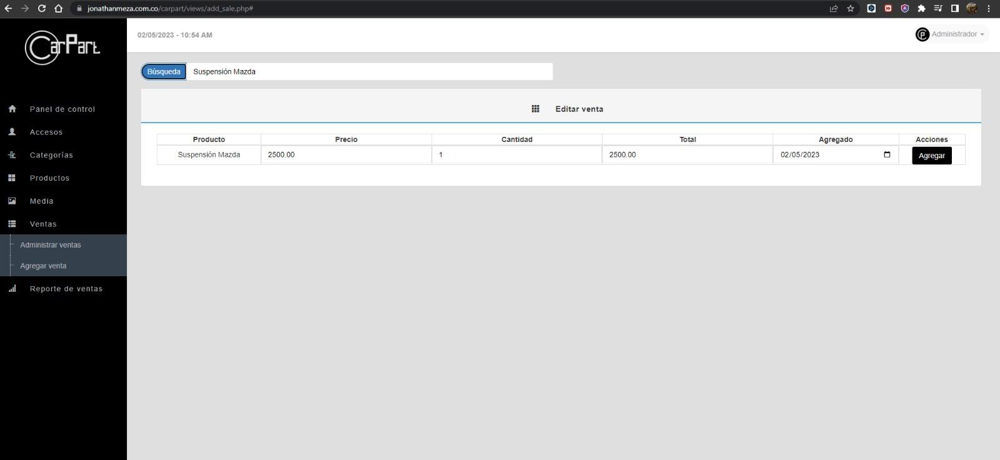 jonathanmeza.com.co/carpart/views/add_sale.php#
CarPart
02/05/2023 - 10:54 AM
Administrador
Búsqueda Suspensión Mazda
Panel de control
Accesos
Categorías
Productos
Media
Ventas
Administrar ventas
Agregar venta
Reporte de ventas
Editar venta
Producto Precio Cantidad Total Agregado Acciones
Suspensión Mazda 2500.00 1 2500.00 02/05/2023 Agregar